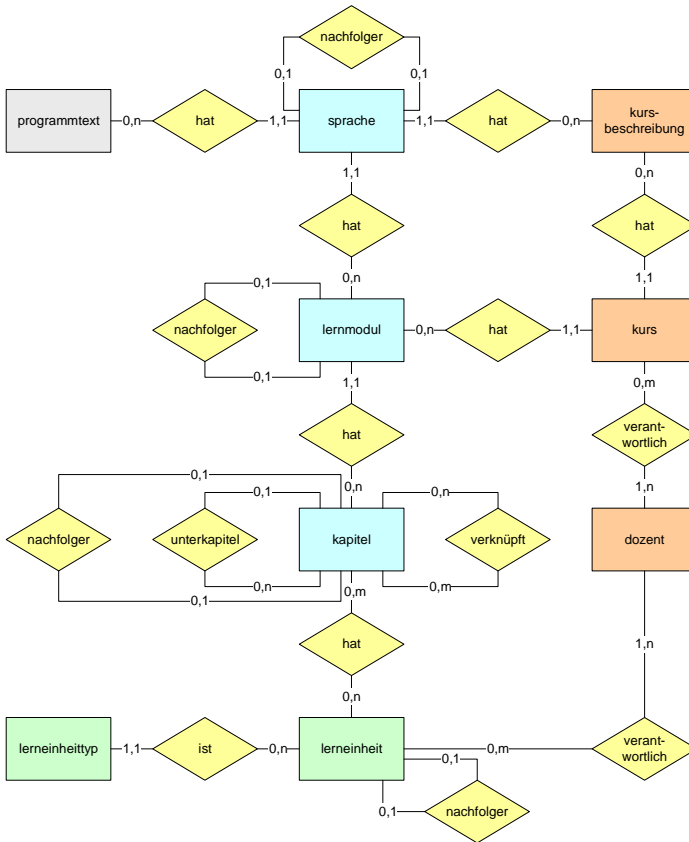 nachfolger
0,1
0,1
programmtext
0,n
hat
1,1
sprache
1,1
hat
0,n
kurs-
beschreibung
1,1
0,n
hat
hat
0,n
1,1
0,1
nachfolger
lernmodul
0,n
hat
1,1
kurs
0,1
1,1
0,m
hat
verant-
wortlich
0,1
0,n
1,n
0,1
0,n
nachfolger
unterkapitel
kapitel
verknüpft
dozent
0,n
0,m
0,1
0,m
hat
1,n
0,n
lerneinheittyp
1,1
ist
0,n
lerneinheit
0,m
verant-
wortlich
0,1
0,1
nachfolger